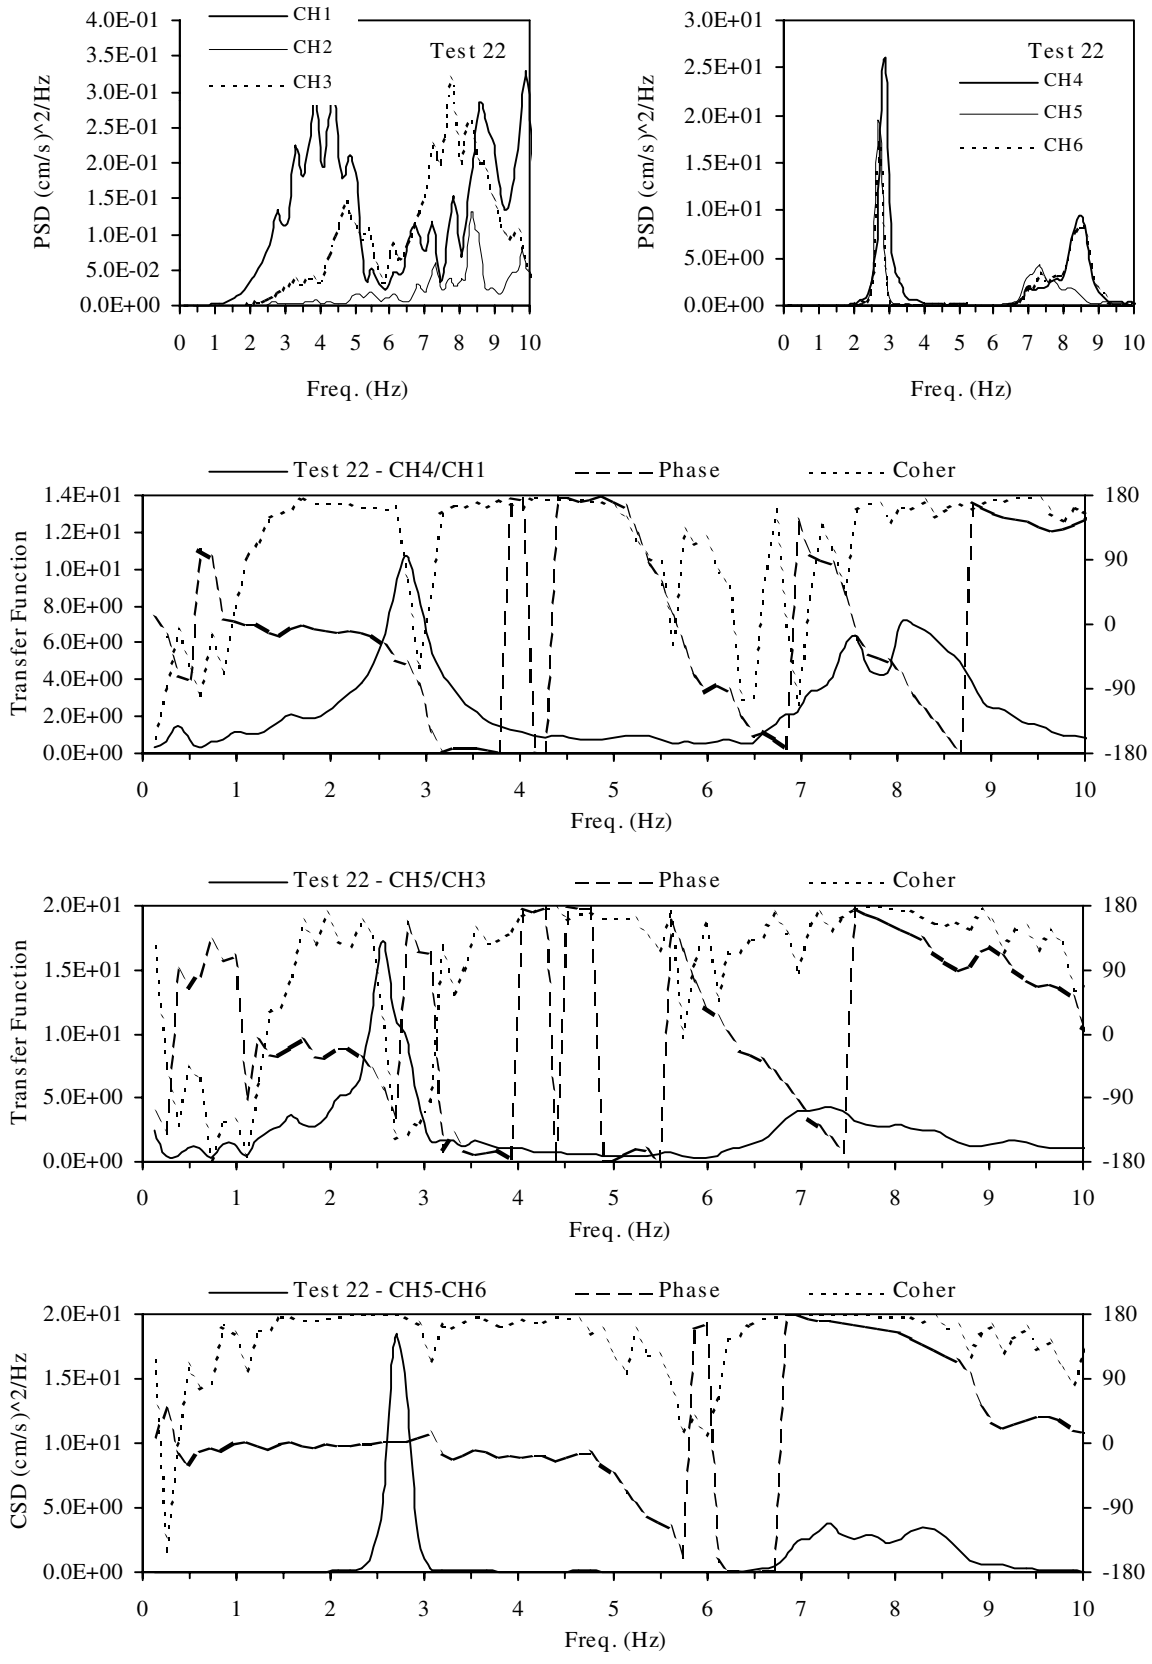 4.0E-01
3.5E-01
3.0E-01
2.5E-01
2.0E-01
1.5E-01
1.0E-01
5.0E-02
0.0E+00
PSD (cm/s)^2/Hz
CH1
CH2
CH3
Test 22
0 1 2 3 4 5 6 7 8 9 10
Freq. (Hz)
3.0E+01
2.5E+01
2.0E+01
1.5E+01
1.0E+01
5.0E+00
0.0E+00
PSD (cm/s)^2/Hz
Test 22
CH4
CH5
CH6
0 1 2 3 4 5 6 7 8 9 10
Freq. (Hz)
Test 22 - CH4/CH1 Phase Coher
1.4E+01
1.2E+01
1.0E+01
8.0E+00
6.0E+00
4.0E+00
2.0E+00
0.0E+00
Transfer Function
180
90
0
-90
-180
0 1 2 3 4 5 6 7 8 9 10
Freq. (Hz)
Test 22 - CH5/CH3 Phase Coher
2.0E+01
1.5E+01
1.0E+01
5.0E+00
0.0E+00
Transfer Function
180
90
0
-90
-180
0 1 2 3 4 5 6 7 8 9 10
Freq. (Hz)
Test 22 - CH5-CH6 Phase Coher
2.0E+01
1.5E+01
1.0E+01
5.0E+00
0.0E+00
CSD (cm/s)^2/Hz
180
90
0
-90
-180
0 1 2 3 4 5 6 7 8 9 10
Freq. (Hz)